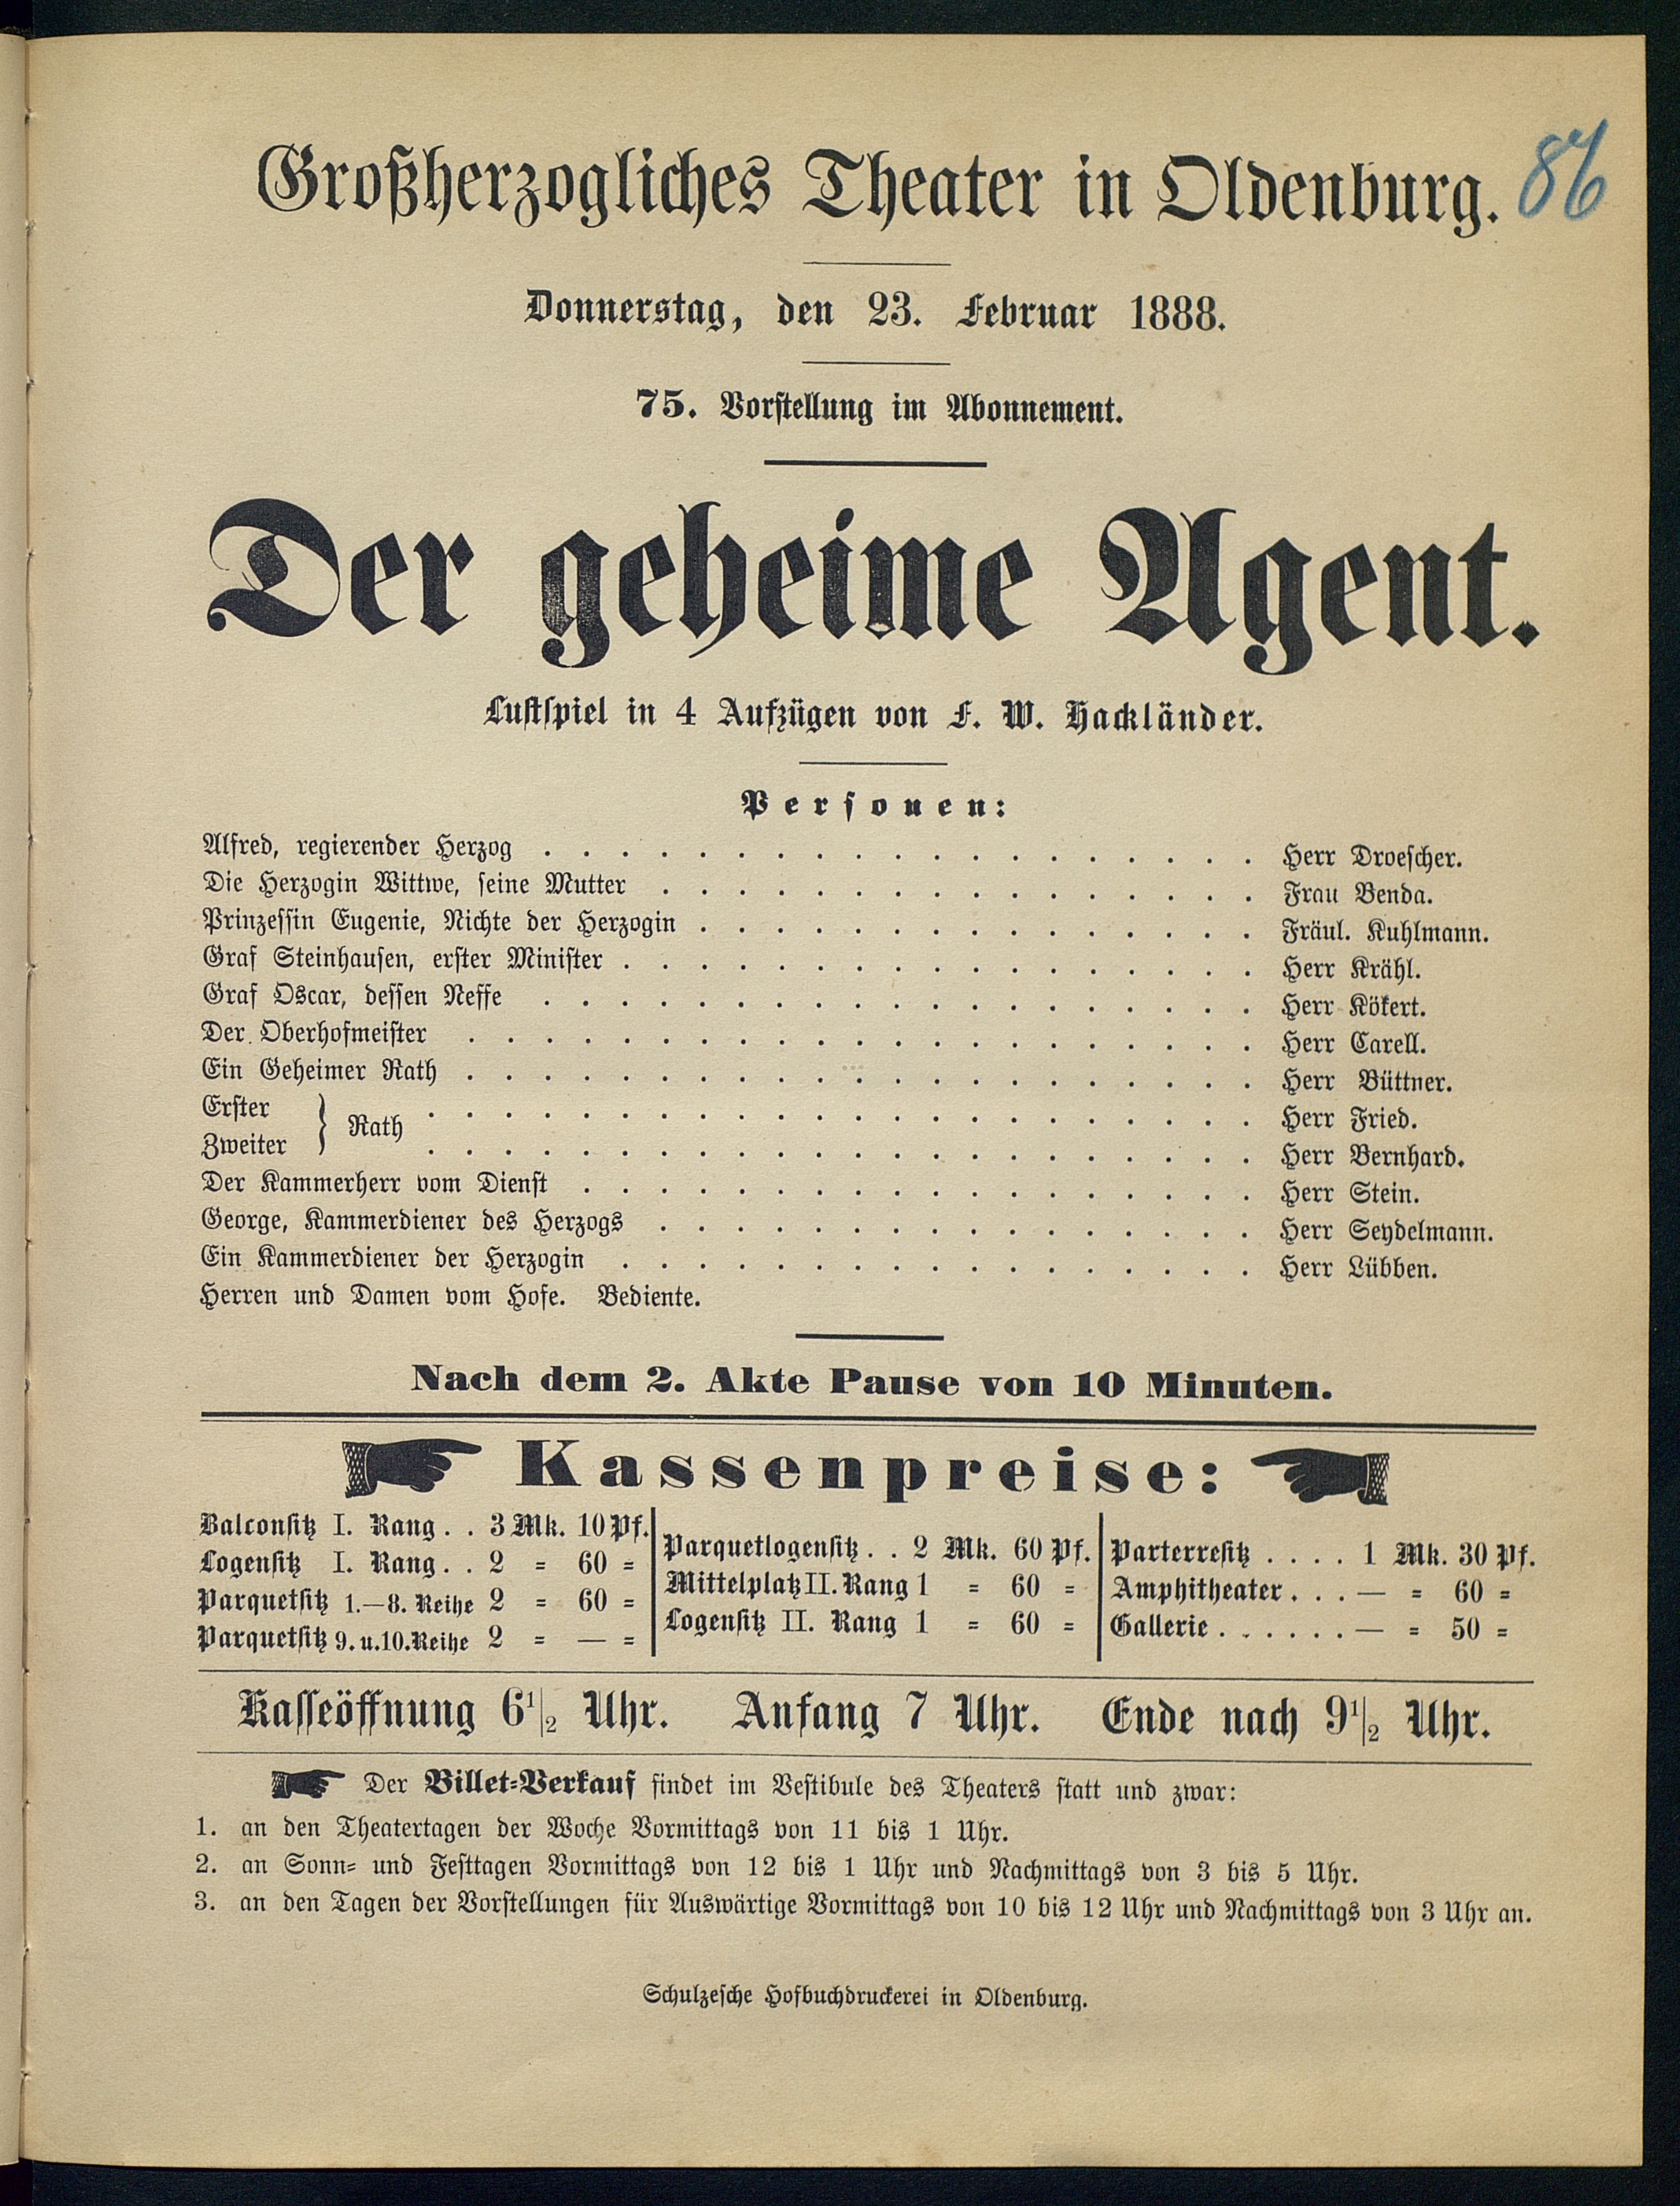 Großherzogliches Theater in Oldenburg. 86
Donnerstag, den 23. Februar 1888.
75. Vorstellung im Abonnement.
Der geheime Agent.
Lustspiel in 4 Aufzügen von F. W. Hackländer.
Personen:
Alfred, regierender Herzog . . . . . . . . . . . . . . . . . . . Herr Droescher.
Die Herzogin Wittwe, seine Mutter . . . . . . . . . . . . . . . . Frau Benda.
Prinzessin Eugenie, Nichte der Herzogin . . . . . . . . . . . . . . . Fräul. Kuhlmann.
Graf Steinhausen, erster Minister . . . . . . . . . . . . . . . . . Herr Krähl.
Graf Oscar, dessen Neffe . . . . . . . . . . . . . . . . . . . Herr Kökert.
Der Oberhofmeister . . . . . . . . . . . . . . . . . . . . . Herr Carell.
Ein Geheimer Rath . . . . . . . . . . . . . . . . . . . . . Herr Büttner.
Erster } Rath . . . . . . . . . . . . . . . . . . . . . . Herr Fried.
Zweiter } . . . . . . . . . . . . . . . . . . . . . . Herr Bernhard.
Der Kammerherr vom Dienst . . . . . . . . . . . . . . . . . . Herr Stein.
George, Kammerdiener des Herzogs . . . . . . . . . . . . . . . . Herr Seydelmann.
Ein Kammerdiener der Herzogin . . . . . . . . . . . . . . . . . Herr Lübben.
Herren und Damen vom Hofe. Bediente.
Nach dem 2. Akte Pause von 10 Minuten.
Kassenpreise:
Balconsitz I. Rang . . 3 Mk. 10 Pf.
Logensitz I. Rang . . 2 = 60 =
Parquetsitz 1.—8. Reihe 2 = 60 =
Parquetsitz 9. u. 10. Reihe 2 = — =
Parquetlogensitz . . 2 Mk. 60 Pf.
Mittelplatz II. Rang 1 = 60 =
Logensitz II. Rang 1 = 60 =
Parterresitz . . . . 1 Mk. 30 Pf.
Amphitheater . . . — = 60 =
Gallerie . . . . . . — = 50 =
Kasseöffnung 6 1/2 Uhr. Anfang 7 Uhr. Ende nach 9 1/2 Uhr.
Der Billet=Verkauf findet im Vestibule des Theaters statt und zwar:
1. an den Theatertagen der Woche Vormittags von 11 bis 1 Uhr.
2. an Sonn= und Festtagen Vormittags von 12 bis 1 Uhr und Nachmittags von 3 bis 5 Uhr.
3. an den Tagen der Vorstellungen für Auswärtige Vormittags von 10 bis 12 Uhr und Nachmittags von 3 Uhr an.
Schulzesche Hofbuchdruckerei in Oldenburg.